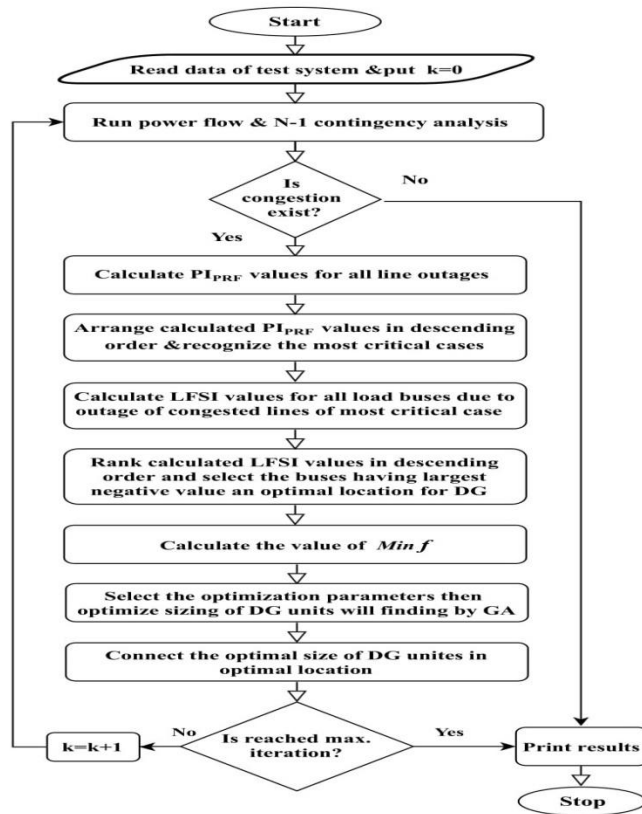 Start
Read data of test system &put k=0
Run power flow & N-1 contingency analysis
Is
congestion
exist?
No
Yes
Calculate PIPRF values for all line outages
Arrange calculated PIPRF values in descending
order &recognize the most critical cases
Calculate LFSI values for all load buses due to
outage of congested lines of most critical case
Rank calculated LFSI values in descending
order and select the buses having largest
negative value an optimal location for DG
Calculate the value of Min f
Select the optimization parameters then
optimize sizing of DG units will finding by GA
Connect the optimal size of DG unites in
optimal location
Is reached max.
iteration?
No
k=k+1
Yes
Print results
Stop